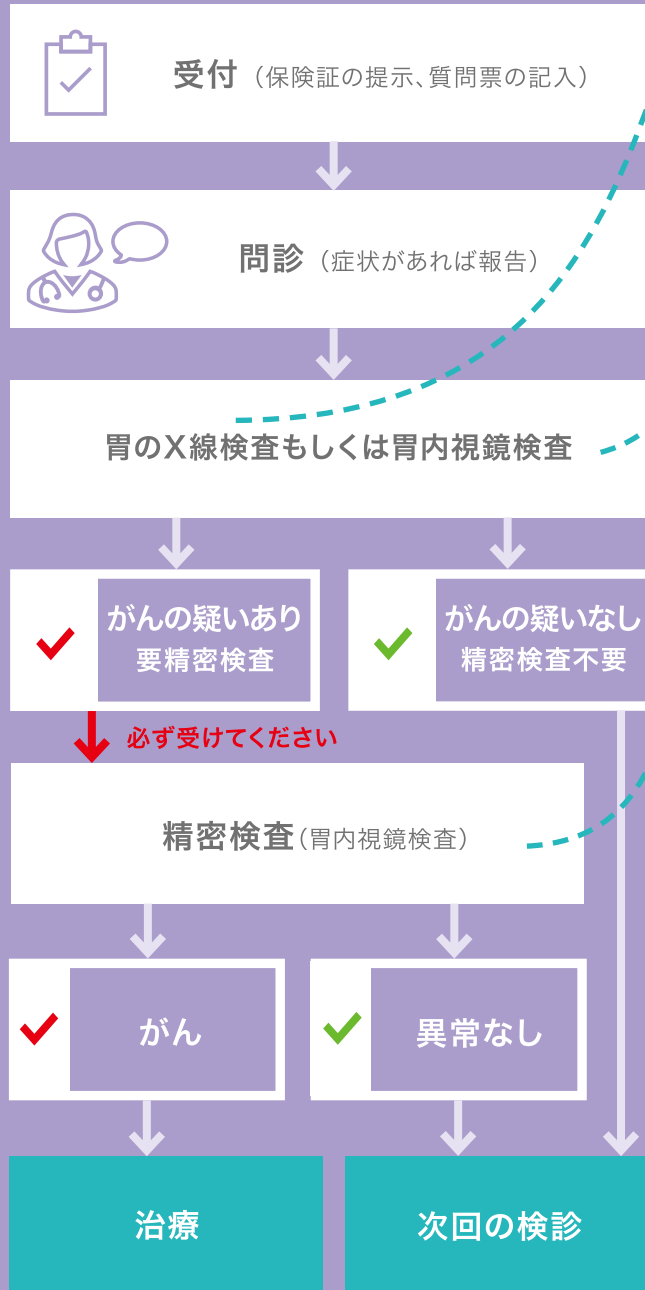 受付（保険証の提示、質問票の記入）
問診（症状があれば報告）
胃のX線検査もしくは胃内視鏡検査
がんの疑いあり
要精密検査
がんの疑いなし
精密検査不要
必ず受けてください
精密検査（胃内視鏡検査）
がん
異常なし
治療
次回の検診